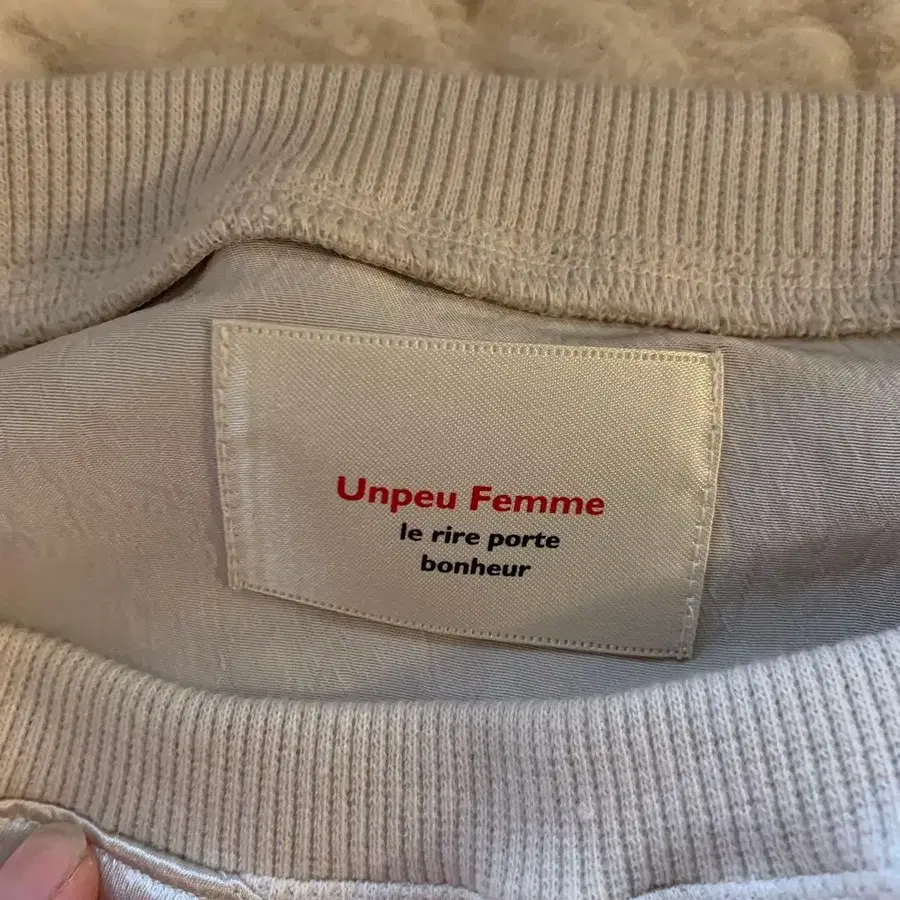 Unpeu Femme
le rire porte
bonheur